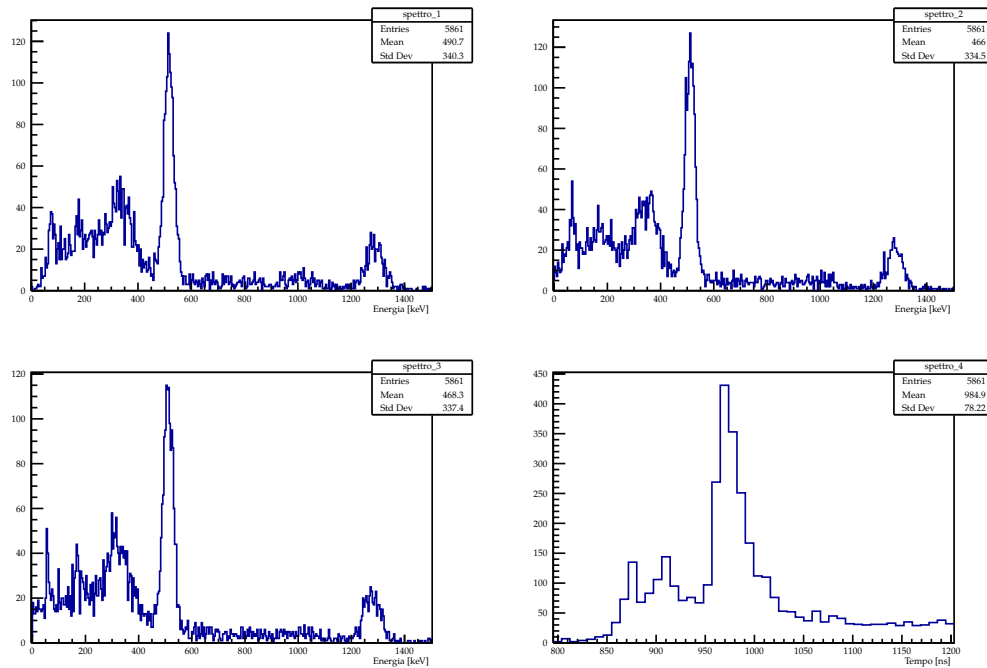 spettro_1
Entries 5861
Mean 490.7
Std Dev 340.3
120
100
80
60
40
20
0
0 200 400 600 800 1000 1200 1400
Energia [keV]
spettro_2
Entries 5861
Mean 466
Std Dev 334.5
120
100
80
60
40
20
0
0 200 400 600 800 1000 1200 1400
Energia [keV]
spettro_3
Entries 5861
Mean 468.3
Std Dev 337.4
120
100
80
60
40
20
0
0 200 400 600 800 1000 1200 1400
Energia [keV]
spettro_4
Entries 5861
Mean 984.9
Std Dev 78.22
450
400
350
300
250
200
150
100
50
0
800 850 900 950 1000 1050 1100 1150 1200
Tempo [ns]